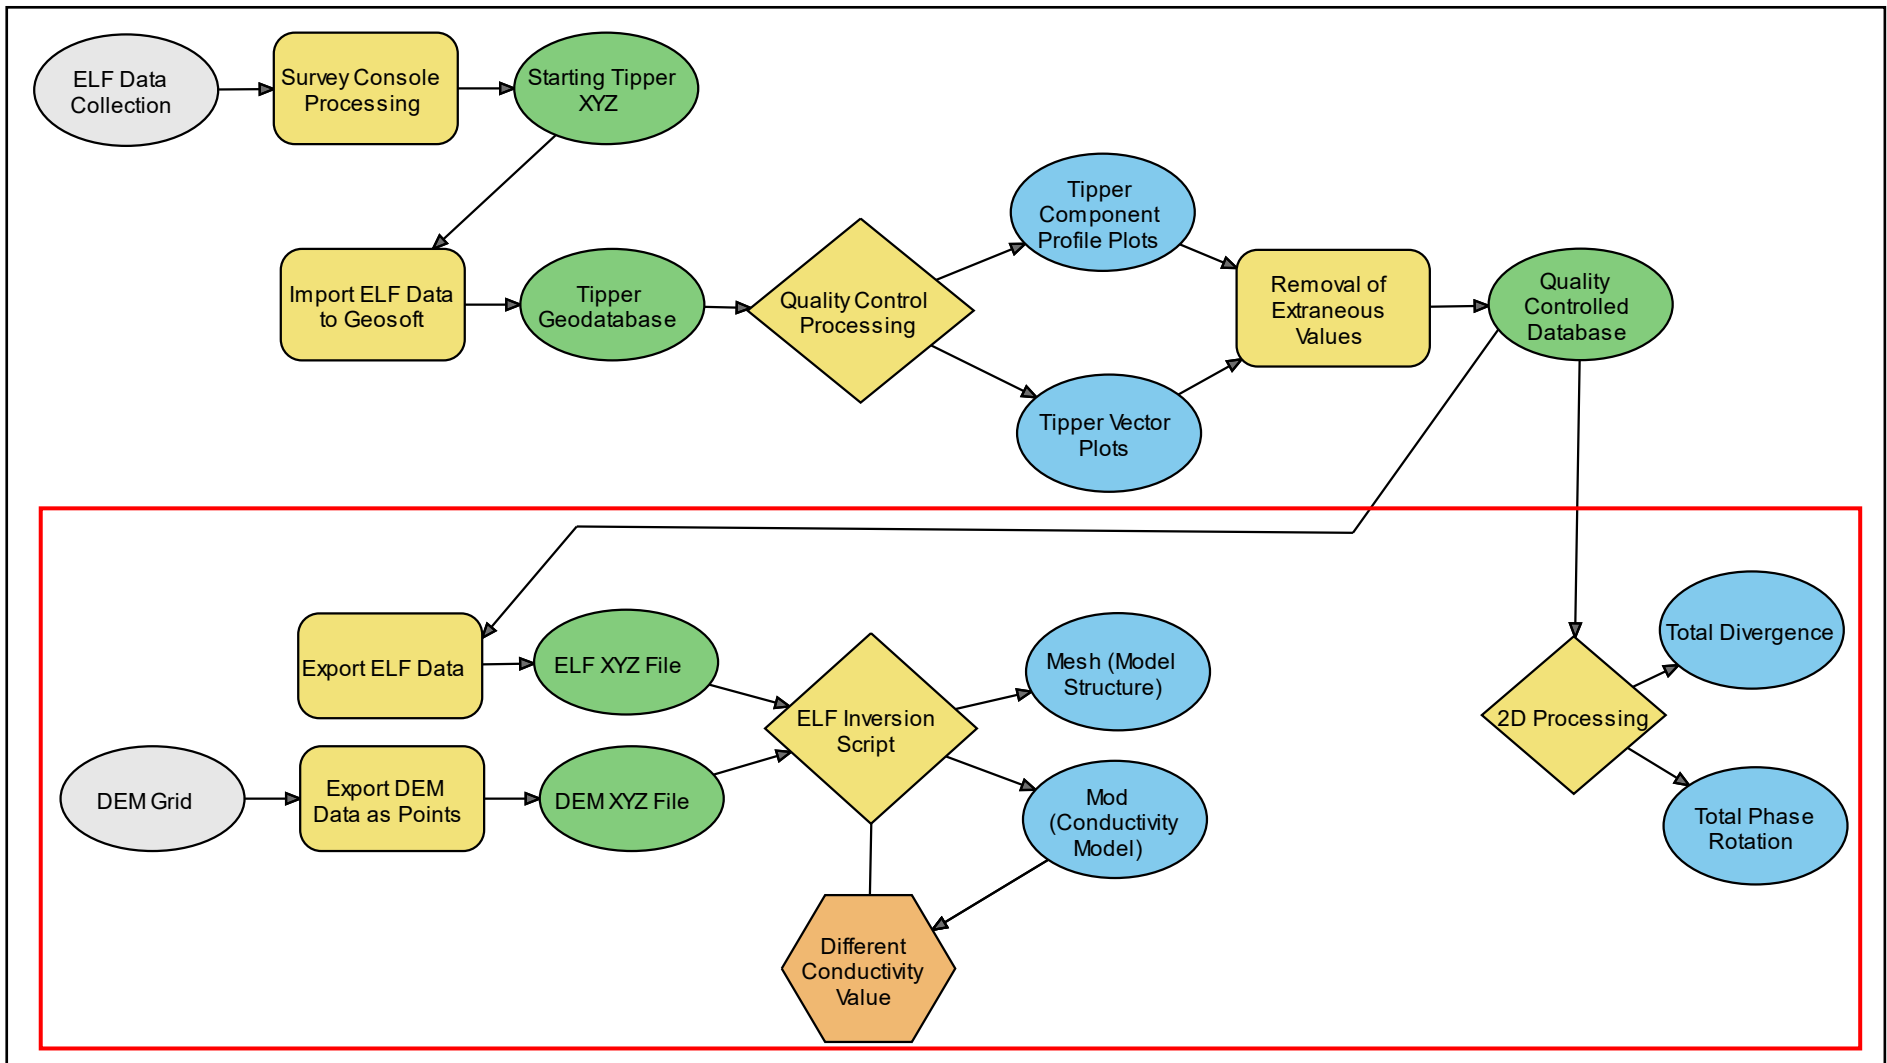 ELF Data
Collection
Survey Console
Processing
Starting Tipper
XYZ
Import ELF Data
to Geosoft
Tipper
Geodatabase
Quality Control
Processing
Tipper
Component
Profile Plots
Tipper Vector
Plots
Removal of
Extraneous
Values
Quality
Controlled
Database
Export ELF Data
ELF XYZ File
DEM Grid
Export DEM
Data as Points
DEM XYZ File
ELF Inversion
Script
Mesh (Model
Structure)
Mod
(Conductivity
Model)
Different
Conductivity
Value
2D Processing
Total Divergence
Total Phase
Rotation